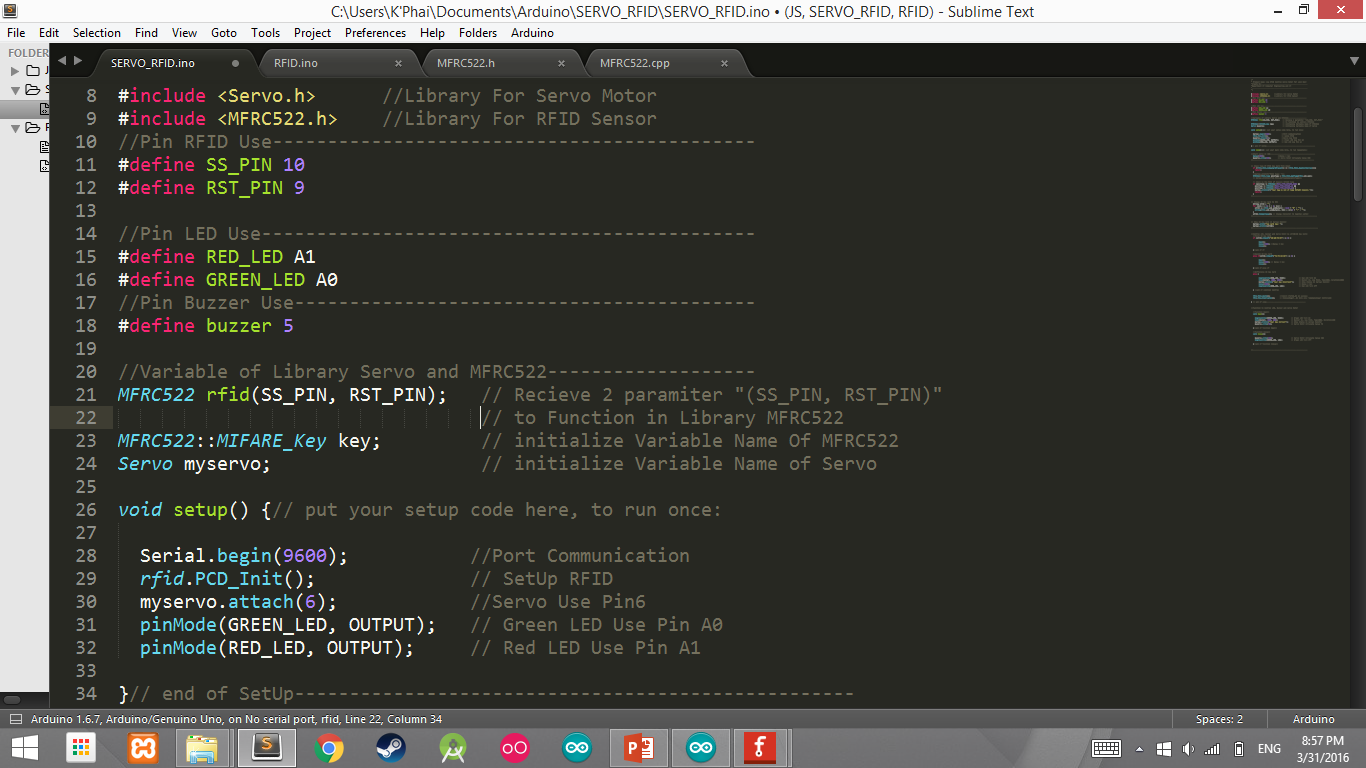 C:\Users\K'Phai\Documents\Arduino\SERVO_RFID\SERVO_RFID.ino • (JS, SERVO_RFID, RFID) - Sublime Text
File Edit Selection Find View Goto Tools Project Preferences Help Folders Arduino
FOLDER
SERVO_RFID.ino
RFID.ino
MFRC522.h
MFRC522.cpp
8 #include <Servo.h> //Library For Servo Motor
9 #include <MFRC522.h> //Library For RFID Sensor
10 //Pin RFID Use--------------------------------------------
11 #define SS_PIN 10
12 #define RST_PIN 9
13
14 //Pin LED Use---------------------------------------------
15 #define RED_LED A1
16 #define GREEN_LED A0
17 //Pin Buzzer Use------------------------------------------
18 #define buzzer 5
19
20 //Variable of Library Servo and MFRC522-------------------
21 MFRC522 rfid(SS_PIN, RST_PIN); // Recieve 2 paramiter "(SS_PIN, RST_PIN)"
22 // to Function in Library MFRC522
23 MFRC522::MIFARE_Key key; // initialize Variable Name Of MFRC522
24 Servo myservo; // initialize Variable Name of Servo
25
26 void setup() {// put your setup code here, to run once:
27
28 Serial.begin(9600); //Port Communication
29 rfid.PCD_Init(); // SetUp RFID
30 myservo.attach(6); //Servo Use Pin6
31 pinMode(GREEN_LED, OUTPUT); // Green LED Use Pin A0
32 pinMode(RED_LED, OUTPUT); // Red LED Use Pin A1
33
34 }// end of SetUp---------------------------------------------------
Arduino 1.6.7, Arduino/Genuino Uno, on No serial port, rfid, Line 22, Column 34
Spaces: 2
Arduino
ENG
8:57 PM
3/31/2016